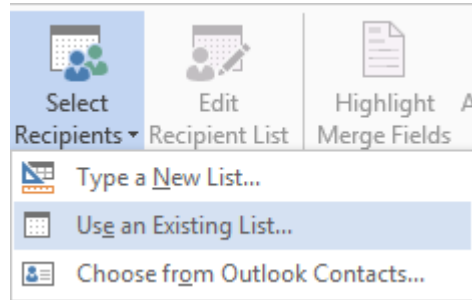 Select Edit Highlight A
Recipients Recipient List Merge Fields
Type a New List...
Use an Existing List...
Choose from Outlook Contacts...